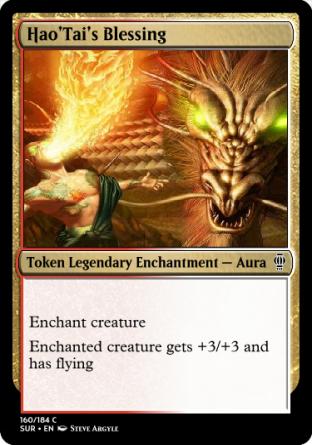 Hao'Tai's Blessing
Token Legendary Enchantment — Aura
Enchant creature
Enchanted creature gets +3/+3 and
has flying
160/184 C
SUR • EN Steve Argyle